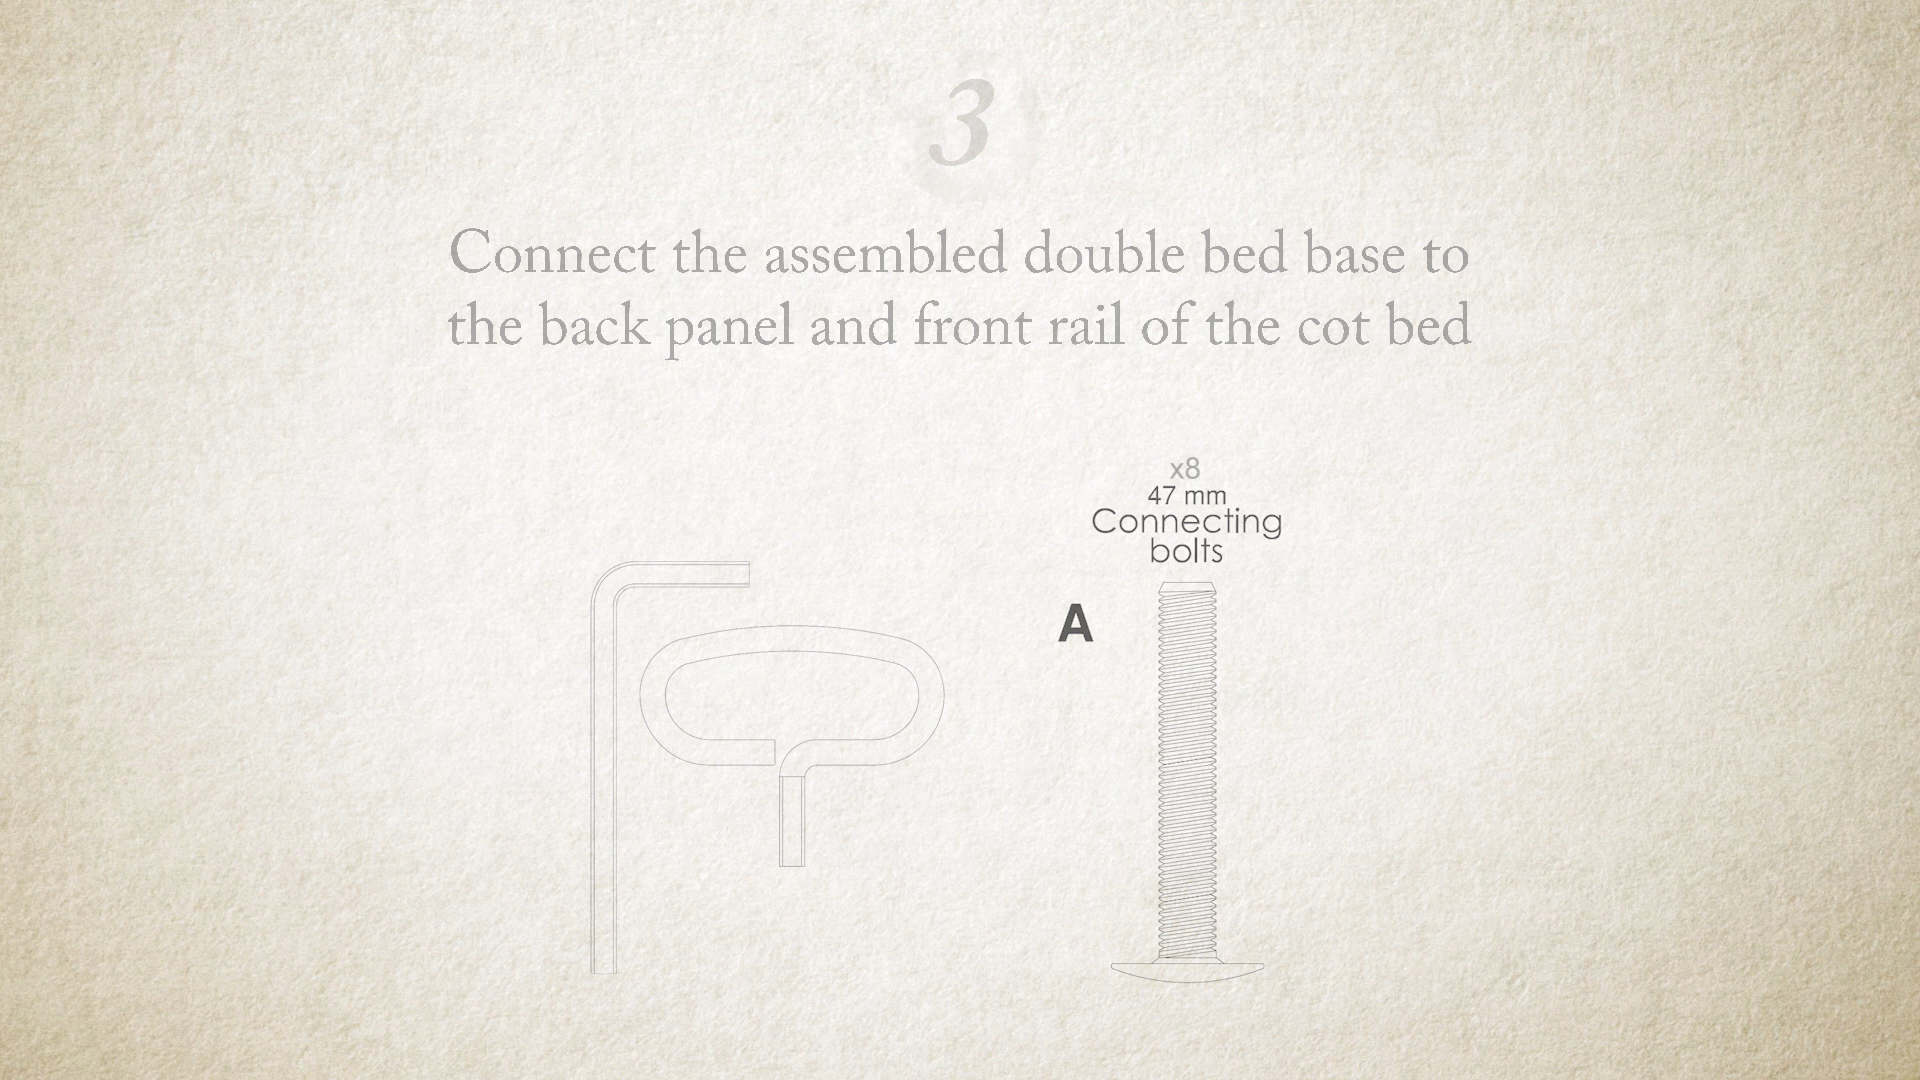 3
Connect the assembled double bed base to
the back panel and front rail of the cot bed
x8
47 mm
Connecting
bolts
A